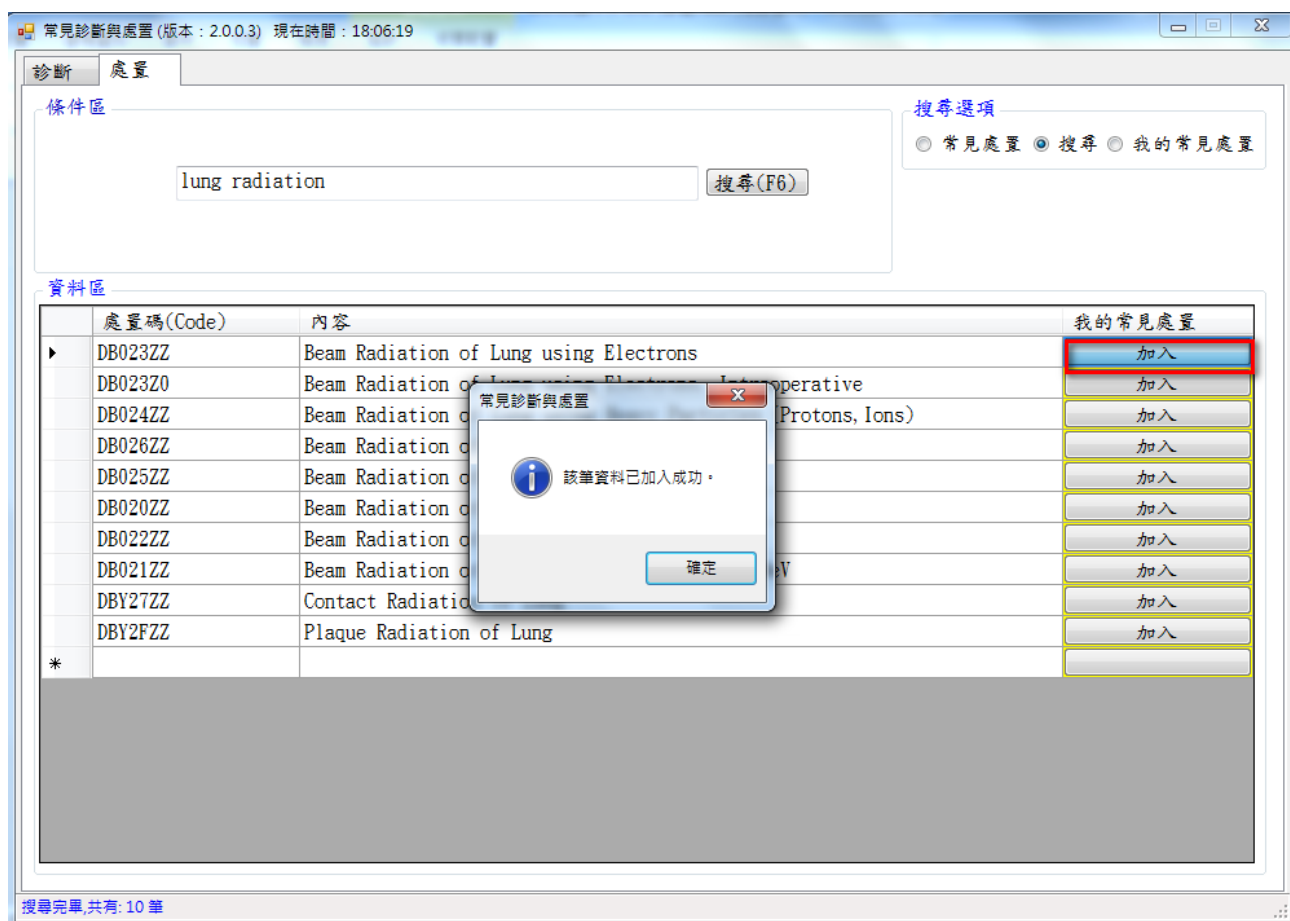 常見診斷與處置 (版本：2.0.0.3) 現在時間：18:06:19
診斷 處置
條件區 搜尋選項
常見處置 搜尋 我的常見處置
lung radiation 搜尋(F6)
資料區
處置碼(Code) 內容 我的常見處置
DB023ZZ Beam Radiation of Lung using Electrons 加入
DB023Z0 Beam Radiation of Lung using Electrons, Intraoperative 加入
DB024ZZ Beam Radiation (Protons,Ions) 加入
DB026ZZ Beam Radiation 加入
DB025ZZ Beam Radiation 加入
DB020ZZ Beam Radiation 加入
DB022ZZ Beam Radiation 加入
DB021ZZ Beam Radiation 加入
DBY27ZZ Contact Radiation of Lung 加入
DBY2FZZ Plaque Radiation of Lung 加入
*
常見診斷與處置
該筆資料已加入成功。
確定
搜尋完畢,共有: 10 筆